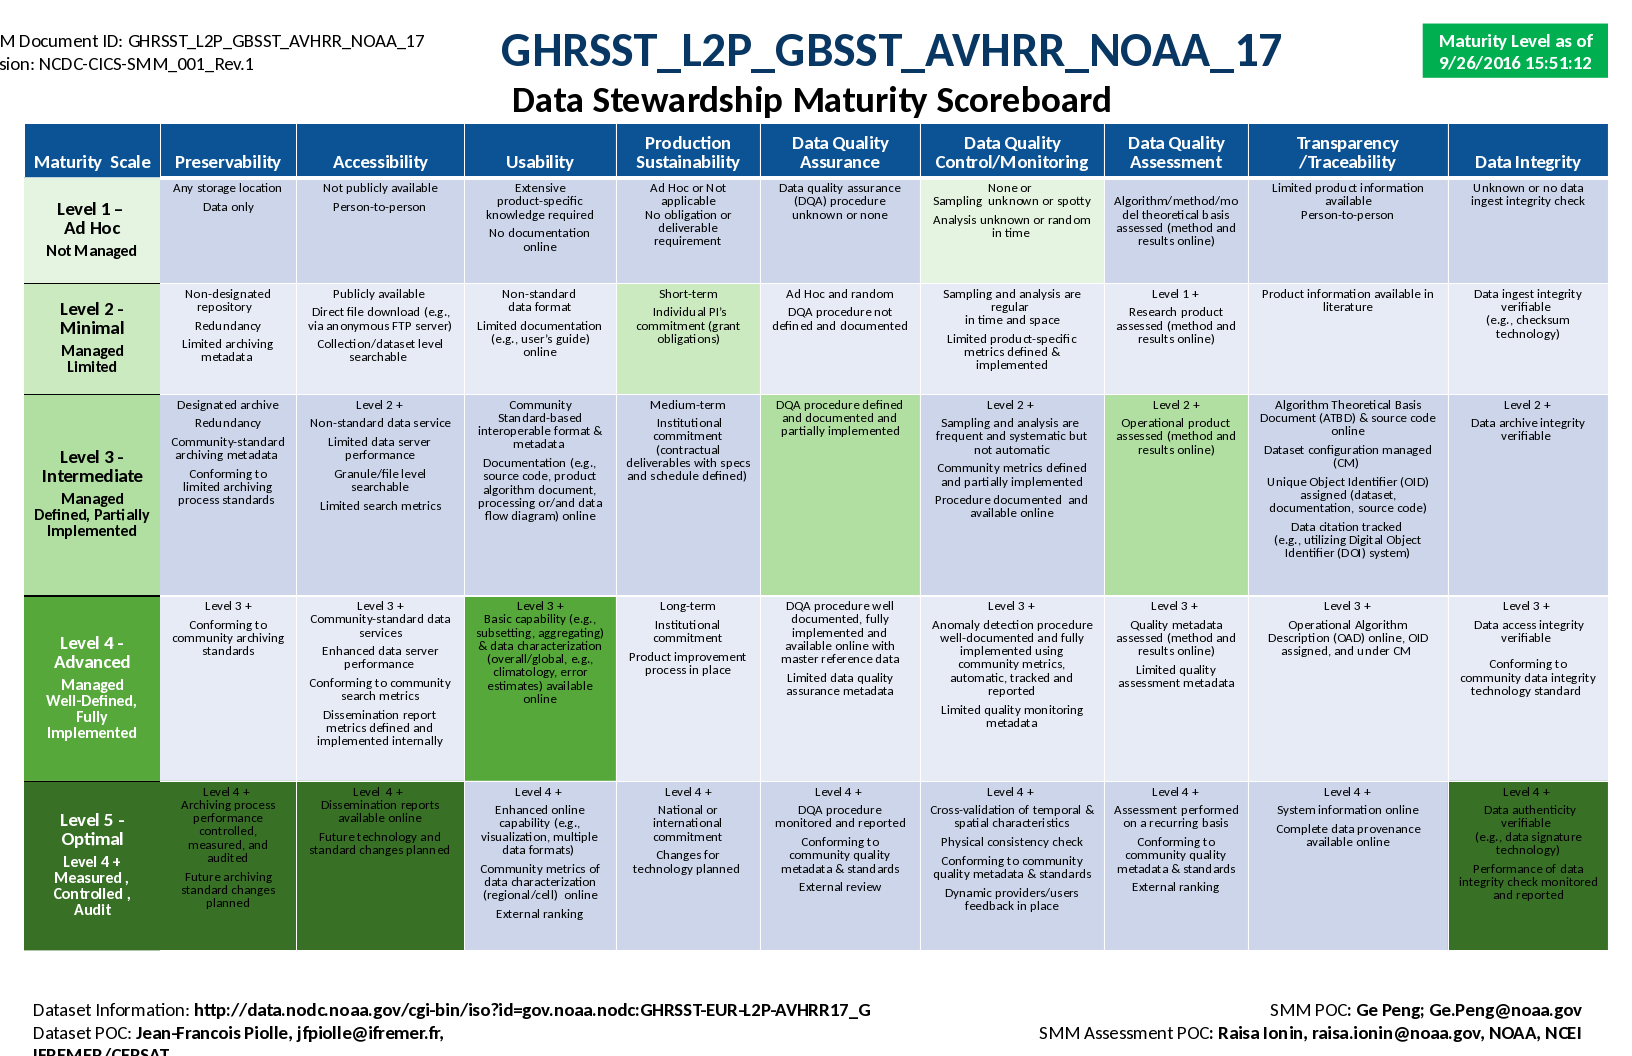 M Document ID: GHRSST_L2P_GBSST_AVHRR_NOAA_17
sion: NCDC-CICS-SMM_001_Rev.1
GHRSST_L2P_GBSST_AVHRR_NOAA_17
Data Stewardship Maturity Scoreboard
Maturity Level as of
9/26/2016 15:51:12
Maturity Scale
Preservability
Accessibility
Usability
Production
Sustainability
Data Quality
Assurance
Data Quality
Control/Monitoring
Data Quality
Assessment
Transparency
/Traceability
Data Integrity
Level 1 –
Ad Hoc
Not Managed
Any storage location
Data only
Not publicly available
Person-to-person
Extensive
product-specific
knowledge required
No documentation
online
Ad Hoc or Not
applicable
No obligation or
deliverable
requirement
Data quality assurance
(DQA) procedure
unknown or none
None or
Sampling unknown or spotty
Analysis unknown or random
in time
Algorithm/method/mo
del theoretical basis
assessed (method and
results online)
Limited product information
available
Person-to-person
Unknown or no data
ingest integrity check
Level 2 -
Minimal
Managed
Limited
Non-designated
repository
Redundancy
Limited archiving
metadata
Publicly available
Direct file download (e.g.,
via anonymous FTP server)
Collection/dataset level
searchable
Non-standard
data format
Limited documentation
(e.g., user's guide)
online
Short-term
Individual PI's
commitment (grant
obligations)
Ad Hoc and random
DQA procedure not
defined and documented
Sampling and analysis are
regular
in time and space
Limited product-specific
metrics defined &
implemented
Level 1 +
Research product
assessed (method and
results online)
Product information available in
literature
Data ingest integrity
verifiable
(e.g., checksum
technology)
Level 3 -
Intermediate
Managed
Defined, Partially
Implemented
Designated archive
Redundancy
Community-standard
archiving metadata
Conforming to
limited archiving
process standards
Level 2 +
Non-standard data service
Limited data server
performance
Granule/file level
searchable
Limited search metrics
Community
Standard-based
interoperable format &
metadata
Documentation (e.g.,
source code, product
algorithm document,
processing or/and data
flow diagram) online
Medium-term
Institutional
commitment
(contractual
deliverables with specs
and schedule defined)
DQA procedure defined
and documented and
partially implemented
Level 2 +
Sampling and analysis are
frequent and systematic but
not automatic
Community metrics defined
and partially implemented
Procedure documented and
available online
Level 2 +
Operational product
assessed (method and
results online)
Algorithm Theoretical Basis
Document (ATBD) & source code
online
Dataset configuration managed
(CM)
Unique Object Identifier (OID)
assigned (dataset,
documentation, source code)
Data citation tracked
(e.g., utilizing Digital Object
Identifier (DOI) system)
Level 2 +
Data archive integrity
verifiable
Level 4 -
Advanced
Managed
Well-Defined,
Fully
Implemented
Level 3 +
Conforming to
community archiving
standards
Level 3 +
Community-standard data
services
Enhanced data server
performance
Conforming to community
search metrics
Dissemination report
metrics defined and
implemented internally
Level 3 +
Basic capability (e.g.,
subsetting, aggregating)
& data characterization
(overall/global, e.g.,
climatology, error
estimates) available
online
Long-term
Institutional
commitment
Product improvement
process in place
DQA procedure well
documented, fully
implemented and
available online with
master reference data
Limited data quality
assurance metadata
Level 3 +
Anomaly detection procedure
well-documented and fully
implemented using
community metrics,
automatic, tracked and
reported
Limited quality monitoring
metadata
Level 3 +
Quality metadata
assessed (method and
results online)
Limited quality
assessment metadata
Level 3 +
Operational Algorithm
Description (OAD) online, OID
assigned, and under CM
Level 3 +
Data access integrity
verifiable
Conforming to
community data integrity
technology standard
Level 5 -
Optimal
Level 4 +
Measured ,
Controlled ,
Audit
Level 4 +
Archiving process
performance
controlled,
measured, and
audited
Future archiving
standard changes
planned
Level 4 +
Dissemination reports
available online
Future technology and
standard changes planned
Level 4 +
Enhanced online
capability (e.g.,
visualization, multiple
data formats)
Community metrics of
data characterization
(regional/cell) online
External ranking
Level 4 +
National or
international
commitment
Changes for
technology planned
Level 4 +
DQA procedure
monitored and reported
Conforming to
community quality
metadata & standards
External review
Level 4 +
Cross-validation of temporal &
spatial characteristics
Physical consistency check
Conforming to community
quality metadata & standards
Dynamic providers/users
feedback in place
Level 4 +
Assessment performed
on a recurring basis
Conforming to
community quality
metadata & standards
External ranking
Level 4 +
System information online
Complete data provenance
available online
Level 4 +
Data authenticity
verifiable
(e.g., data signature
technology)
Performance of data
integrity check monitored
and reported
Dataset Information: http://data.nodc.noaa.gov/cgi-bin/iso?id=gov.noaa.nodc:GHRSST-EUR-L2P-AVHRR17_G
Dataset POC: Jean-Francois Piolle, jfpiolle@ifremer.fr,
IFREMER/CERSAT
SMM POC: Ge Peng; Ge.Peng@noaa.gov
SMM Assessment POC: Raisa Ionin, raisa.ionin@noaa.gov, NOAA, NCEI